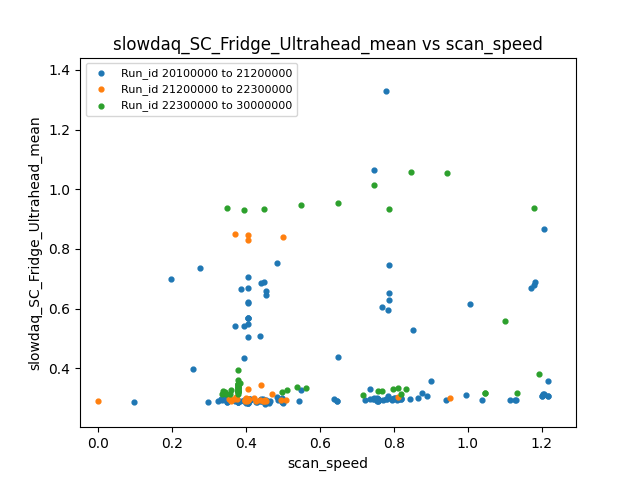 slowdaq_SC_Fridge_Ultrahead_mean vs scan_speed
Run_id 20100000 to 21200000
Run_id 21200000 to 22300000
Run_id 22300000 to 30000000
slowdaq_SC_Fridge_Ultrahead_mean
1.4
1.2
1.0
0.8
0.6
0.4
0.0 0.2 0.4 0.6 0.8 1.0 1.2
scan_speed